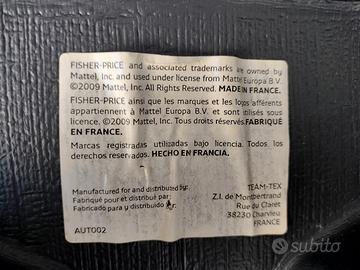 FISHER-PRICE and associated trademarks are owned by
Mattel, Inc. and used under license from Mattel Europa B.V.
©2009 Mattel, Inc. All Rights Reserved. MADE IN FRANCE.
FISHER-PRICE ainsi que les marques et les logos afférents
appartiennent à Mattel Europa B.V. et sont utilisés sous
licence. ©2009 Mattel, Inc. Tous droits réservés. FABRIQUÉ
EN FRANCE.
Marcas registradas utilizadas bajo licencia. Todos los
derechos reservados. HECHO EN FRANCIA.
Manufactured for and distributed by:
Fabriqué pour et distribué par:
Fabricado para y distribuido por:
TEAM-TEX
Z.I. de Montbertrand
Rue du Claret
38230 Charvieu
FRANCE
AUT002
subito